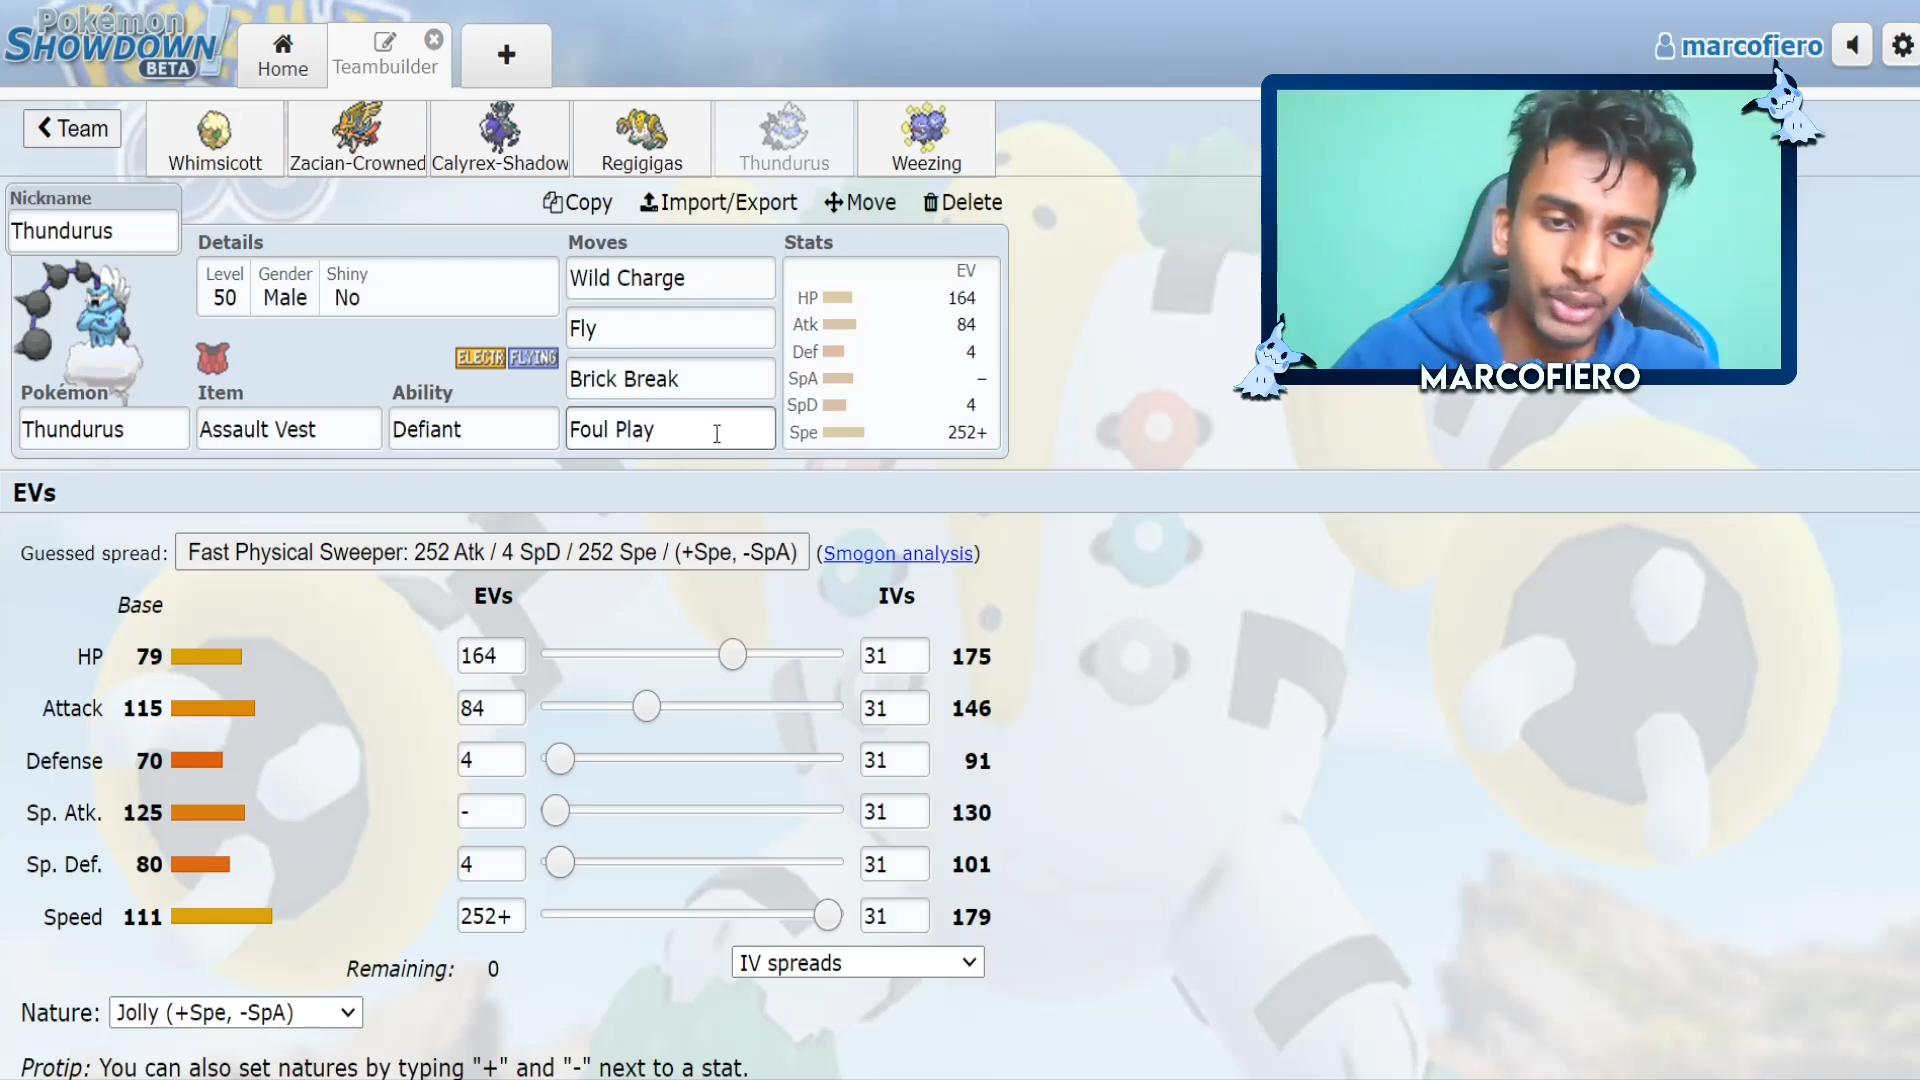 Pokémon
SHOWDOWN!
BETA
Home
Teambuilder
+
marcofiero
Team
Whimsicott
Zacian-Crowned
Calyrex-Shadow
Regigigas
Thundurus
Weezing
Nickname
Thundurus
Copy
Import/Export
Move
Delete
Details
Moves
Stats
Level
Gender
Shiny
50
Male
No
Wild Charge
Fly
Brick Break
Foul Play
EV
HP 164
Atk 84
Def 4
SpA –
SpD 4
Spe 252+
ELECTR FLYING
Pokémon
Item
Ability
Thundurus
Assault Vest
Defiant
MARCOFIERO
EVs
Guessed spread: Fast Physical Sweeper: 252 Atk / 4 SpD / 252 Spe / (+Spe, -SpA) (Smogon analysis)
Base EVs IVs
HP 79 164 31 175
Attack 115 84 31 146
Defense 70 4 31 91
Sp. Atk. 125 - 31 130
Sp. Def. 80 4 31 101
Speed 111 252+ 31 179
Remaining: 0
IV spreads
Nature: Jolly (+Spe, -SpA)
Protip: You can also set natures by typing "+" and "-" next to a stat.